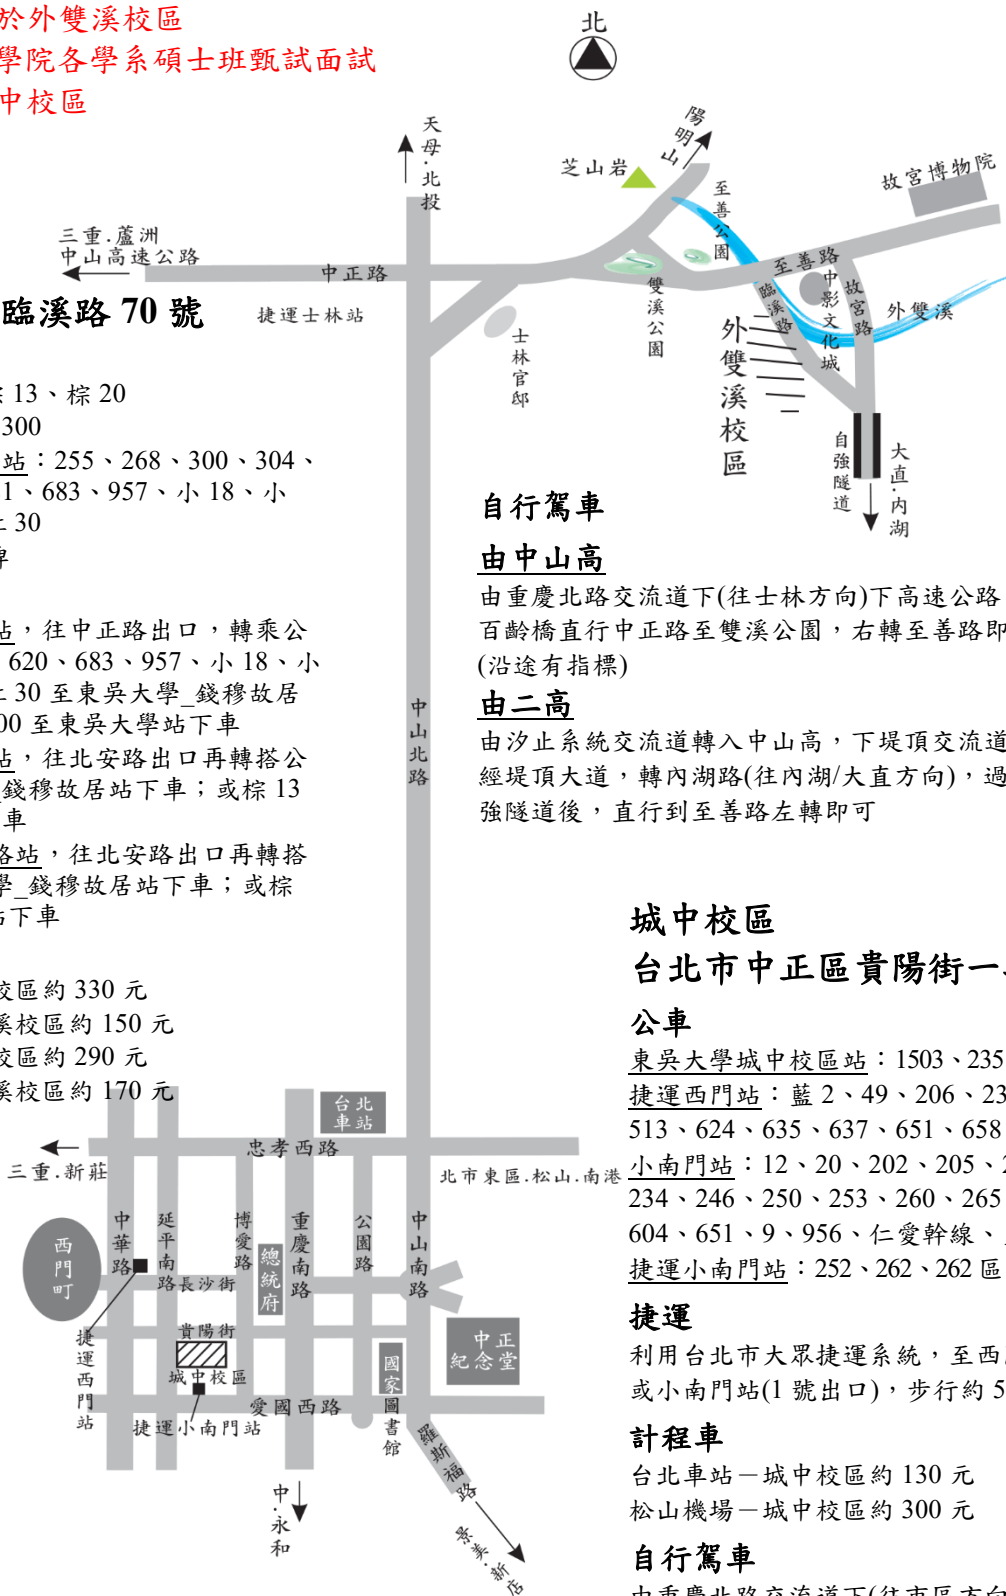 於外雙溪校區
學院各學系碩士班甄試面試
中校區
北
天母.北投
陽明山
芝山岩
至善公園
故宮博物院
三重.蘆洲
中山高速公路
中正路
至善路
臨溪路
中影文化城
故宮路
外雙溪
雙溪公園
士林官邸
捷運士林站
外雙溪校區
自強隧道
大直.內湖
臨溪路 70 號
13、棕 20
300
站：255、268、300、304、
1、683、957、小 18、小
30
站，往中正路出口，轉乘公
620、683、957、小 18、小
30 至東吳大學_錢穆故居
00 至東吳大學站下車
站，往北安路出口再轉搭公
錢穆故居站下車；或棕 13
車
路站，往北安路出口再轉搭
學_錢穆故居站下車；或棕
站下車
校區約 330 元
溪校區約 150 元
校區約 290 元
溪校區約 170 元
自行駕車
由中山高
由重慶北路交流道下(往士林方向)下高速公路
百齡橋直行中正路至雙溪公園，右轉至善路即
(沿途有指標)
由二高
由汐止系統交流道轉入中山高，下堤頂交流道
經堤頂大道，轉內湖路(往內湖/大直方向)，過
強隧道後，直行到至善路左轉即可
中山北路
台北車站
忠孝西路
三重.新莊
北市東區.松山.南港
中華路
延平南路
博愛路
重慶南路
公園路
中山南路
西門町
總統府
長沙街
貴陽街
城中校區
捷運西門站
捷運小南門站
愛國西路
國家圖書館
中正紀念堂
羅斯福路
中.永和
景美.新店
城中校區
台北市中正區貴陽街一
公車
東吳大學城中校區站：1503、235
捷運西門站：藍 2、49、206、23
513、624、635、637、651、658
小南門站：12、20、202、205、2
234、246、250、253、260、265
604、651、9、956、仁愛幹線、
捷運小南門站：252、262、262 區
捷運
利用台北市大眾捷運系統，至西
或小南門站(1 號出口)，步行約 5
計程車
台北車站－城中校區約 130 元
松山機場－城中校區約 300 元
自行駕車
由重慶北路交流道下(往市區方向)